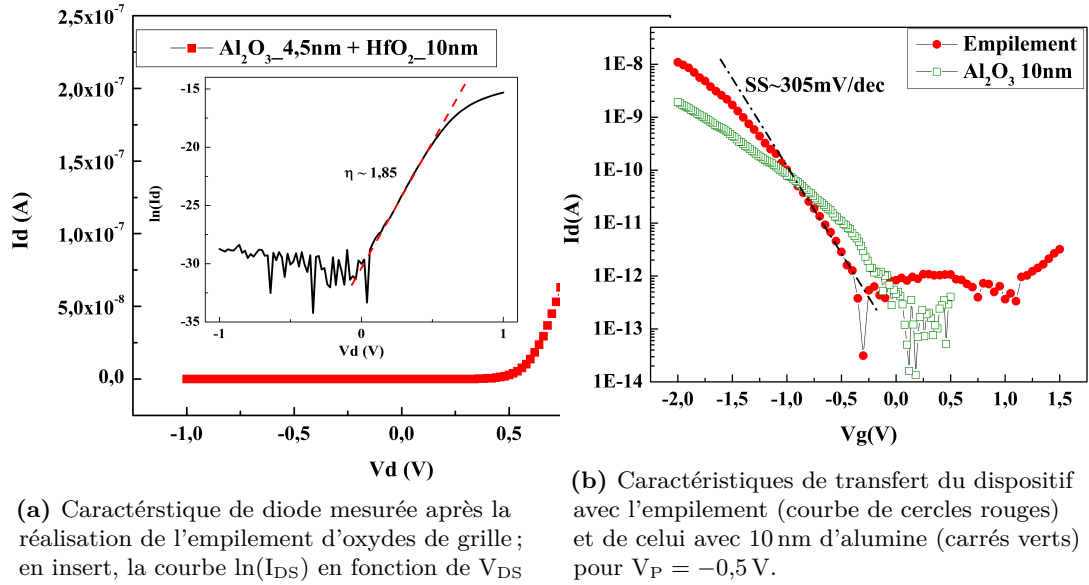 2,5x10⁻⁷
2,0x10⁻⁷
1,5x10⁻⁷
1,0x10⁻⁷
5,0x10⁻⁸
0,0
Id (A)
-1,0 -0,5 0,0 0,5
Vd (V)
Al₂O₃_4,5nm + HfO₂_10nm
-15
-20
-25
-30
-35
ln(Id)
η ~ 1,85
-1 0 1
Vd (V)
1E-8
1E-9
1E-10
1E-11
1E-12
1E-13
1E-14
Id(A)
SS~305mV/dec
Empilement
Al₂O₃ 10nm
-2,0 -1,5 -1,0 -0,5 0,0 0,5 1,0 1,5
Vg(V)
(a) Caractérstique de diode mesurée après la
réalisation de l'empilement d'oxydes de grille ;
en insert, la courbe ln(I_DS) en fonction de V_DS
(b) Caractéristiques de transfert du dispositif
avec l'empilement (courbe de cercles rouges)
et de celui avec 10 nm d'alumine (carrés verts)
pour V_P = −0,5 V.